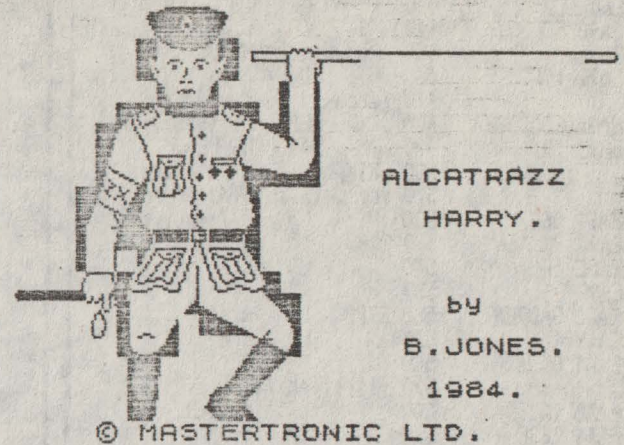 ALCATRAZZ
HARRY.
by
B.JONES.
1984.
© MASTERTRONIC LTD.